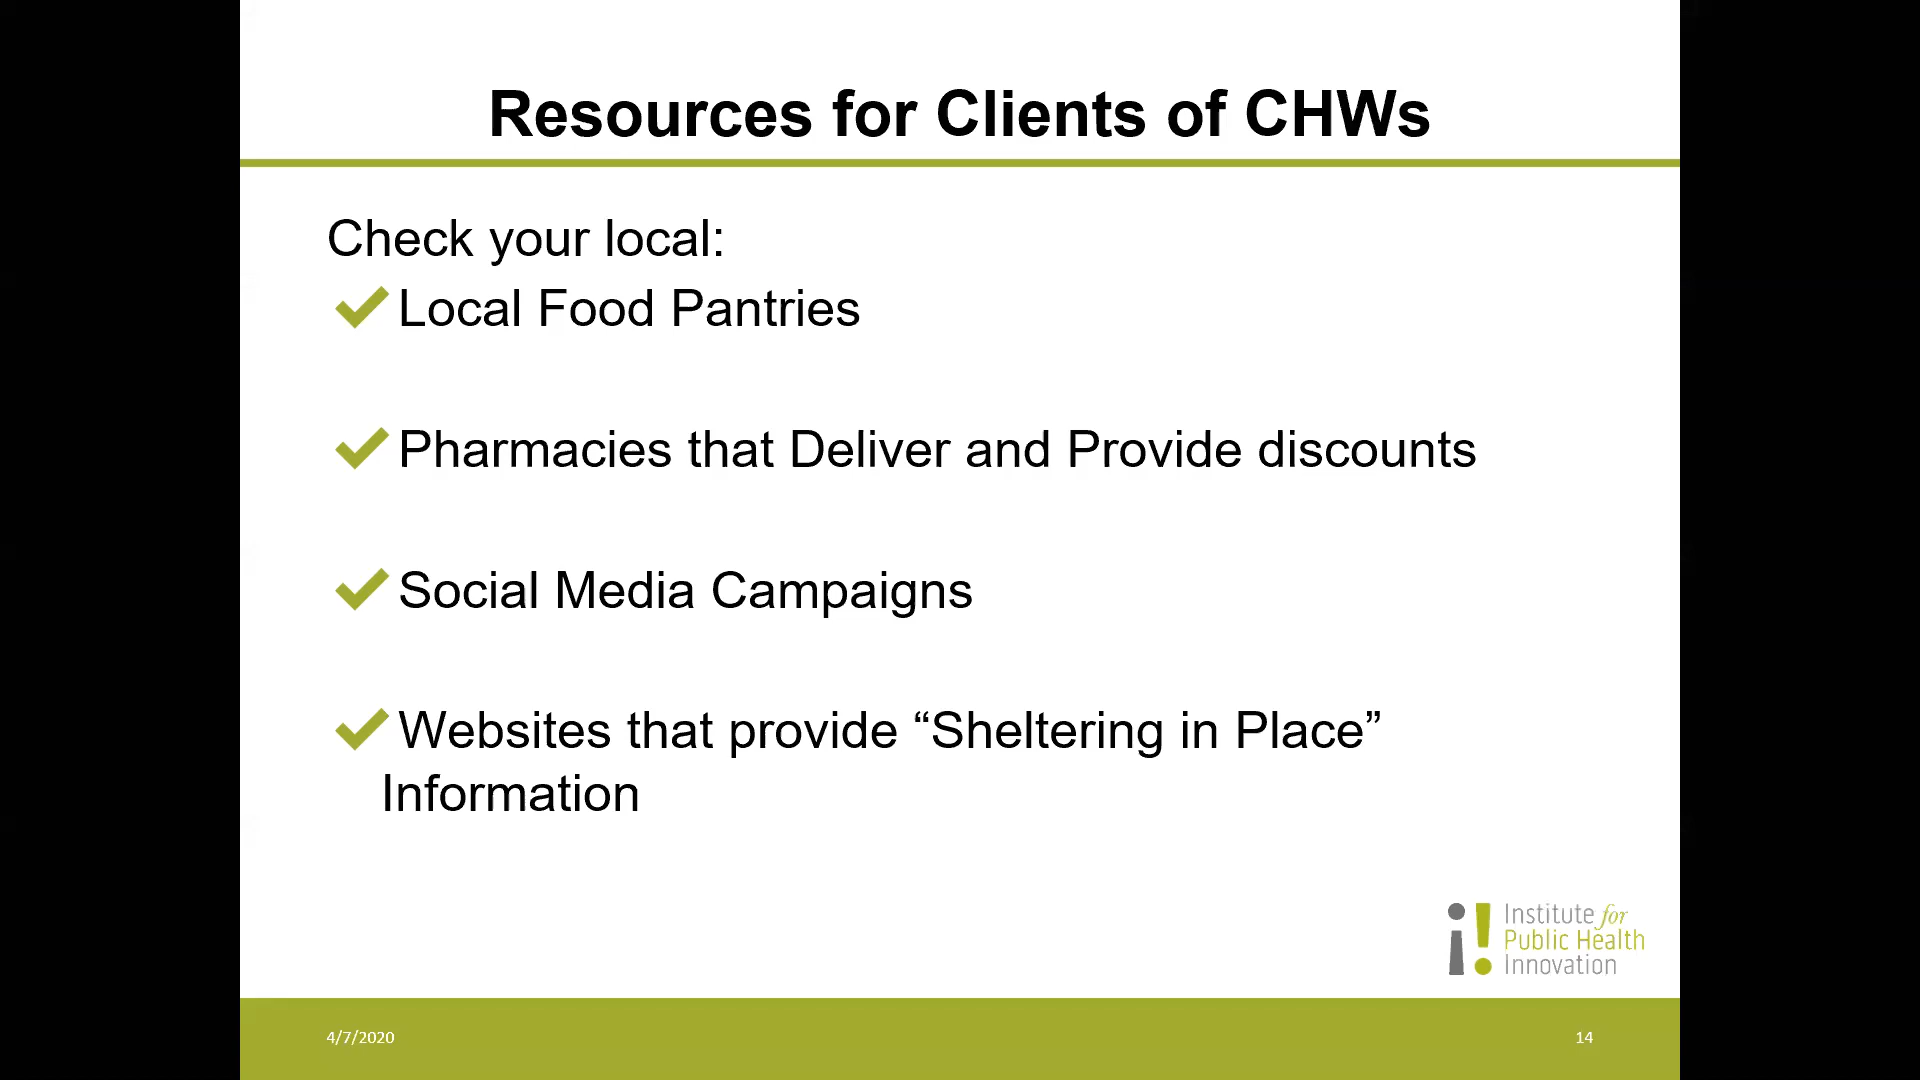 Resources for Clients of CHWs
Check your local:
Local Food Pantries
Pharmacies that Deliver and Provide discounts
Social Media Campaigns
Websites that provide “Sheltering in Place”
Information
Institute for
Public Health
Innovation
4/7/2020
14